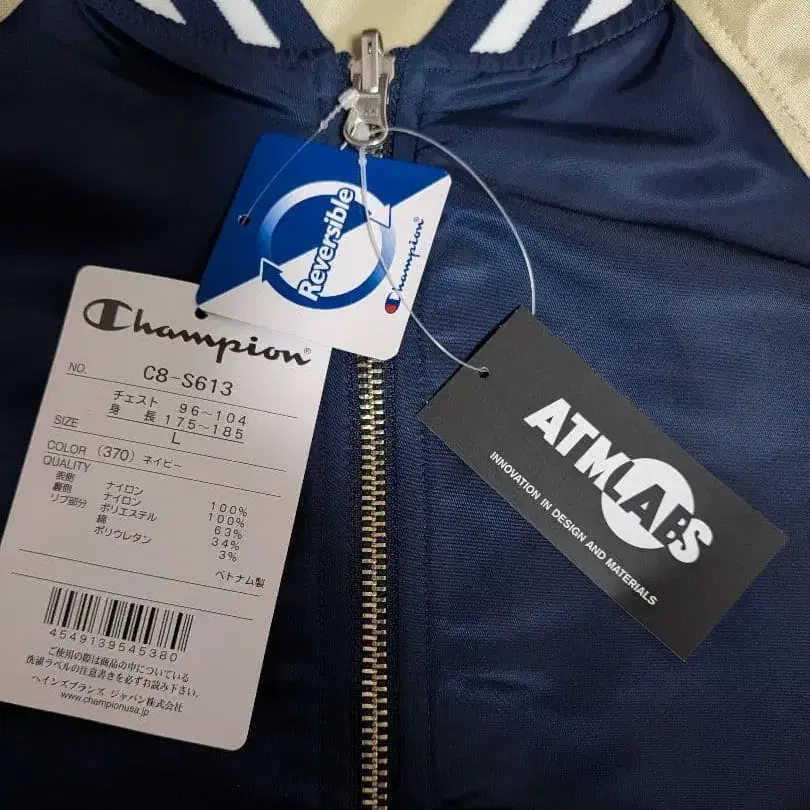 Reversible
Champion
Champion
NO. C8-S613
チェスト 96~104
身長 175~185
SIZE L
COLOR (370) ネイビー
QUALITY
表側 ナイロン 100%
裏側 ナイロン 100%
リブ部分 ポリエステル 63%
綿 34%
ポリウレタン 3%
ベトナム製
4549139545380
ご使用の際は商品の中についている
洗濯ラベルの注意書きを必ずお読み下さい。
ヘインズブランズ ジャパン株式会社
www.championusa.jp
ATMLABS
INNOVATION IN DESIGN AND MATERIALS